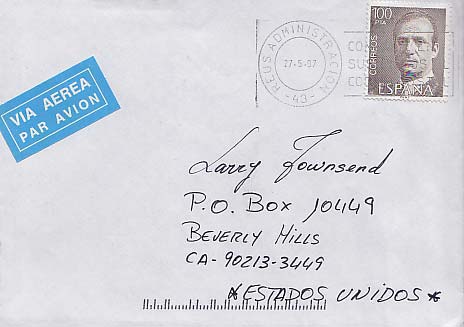 100
PTA
CORREOS
ESPAÑA
REUS ADMINISTRACION
27-5-97
-43-
VIA AEREA
PAR AVION
Larry Townsend
P.O. Box 10449
BEVERLY HILLS
CA-90213-3449
*ESTADOS UNIDOS*